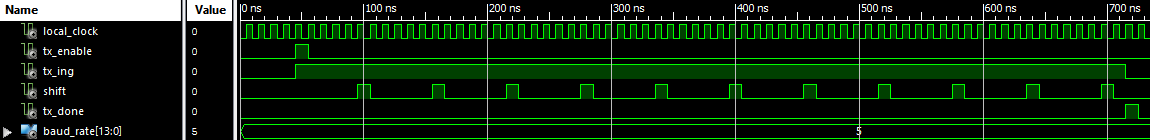 Name Value 0 ns 100 ns 200 ns 300 ns 400 ns 500 ns 600 ns 700 ns
local_clock 0
tx_enable 0
tx_ing 0
shift 0
tx_done 0
baud_rate[13:0] 5 5